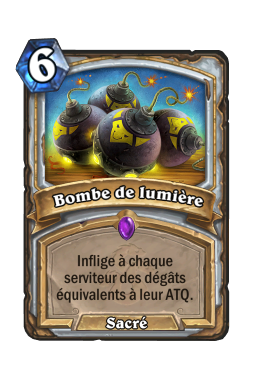 6
Bombe de lumière
Inflige à chaque
serviteur des dégâts
équivalents à leur ATQ.
Sacré